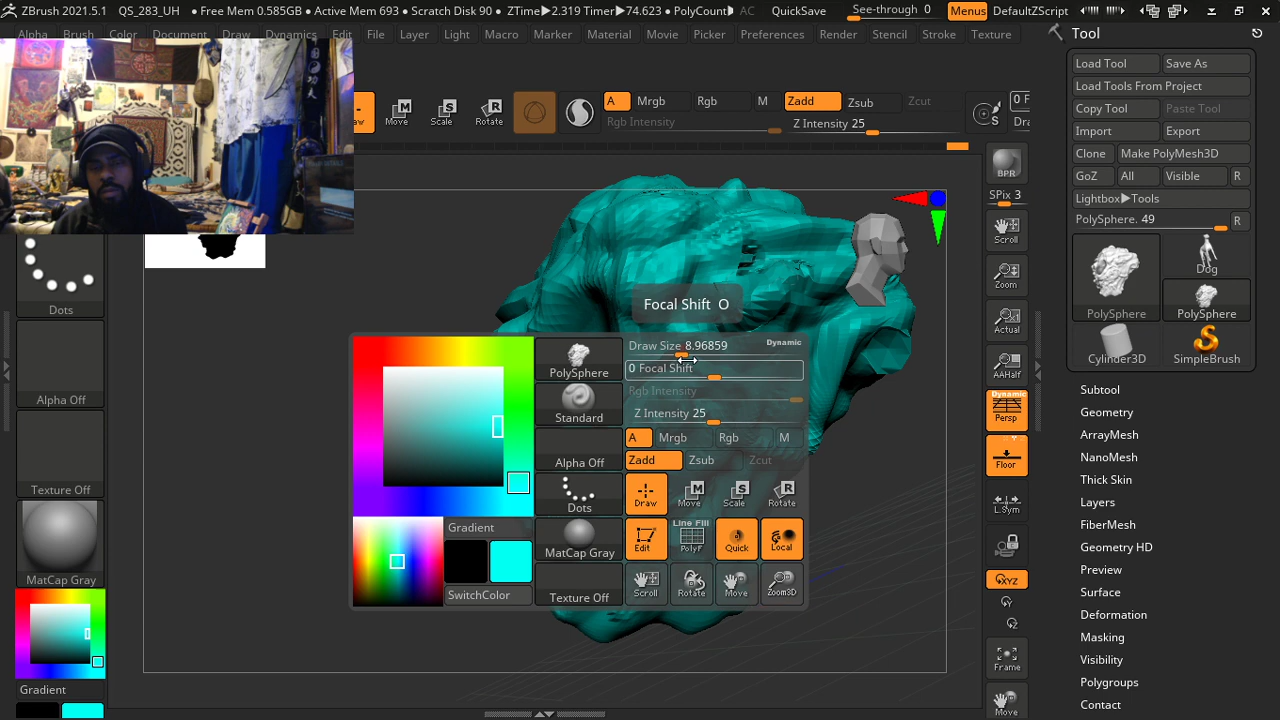 ZBrush 2021.5.1 QS_283_UH • Free Mem 0.585GB • Active Mem 693 • Scratch Disk 90 • ZTime▶2.319 Timer▶74.623 • PolyCount▶ AC QuickSave See-through 0 Menus DefaultZScript
Alpha Brush Color Document Draw Dynamics Edit File Layer Light Macro Marker Material Movie Picker Preferences Render Stencil Stroke Texture
Tool
Load Tool Save As
Load Tools From Project
Copy Tool Paste Tool
Import Export
Clone Make PolyMesh3D
GoZ All Visible R
Lightbox▶Tools
PolySphere. 49 R
PolySphere
Dog
PolySphere
Cylinder3D
SimpleBrush
Subtool
Geometry
ArrayMesh
NanoMesh
Thick Skin
Layers
FiberMesh
Geometry HD
Preview
Surface
Deformation
Masking
Visibility
Polygroups
Contact
Move
Scale
Rotate
A Mrgb Rgb M Zadd Zsub Zcut
Rgb Intensity Z Intensity 25
0 F
Dra
BPR
SPix 3
Scroll
Zoom
Actual
AAHalf
Dynamic
Persp
Floor
L.Sym
XYZ
Frame
Move
Dots
Alpha Off
Texture Off
MatCap Gray
Gradient
Focal Shift O
PolySphere
Standard
Alpha Off
Dots
MatCap Gray
Texture Off
Gradient
SwitchColor
Draw Size 8.96859 Dynamic
0 Focal Shift
Rgb Intensity
Z Intensity 25
A Mrgb Rgb M
Zadd Zsub Zcut
Draw Move Scale Rotate
Line Fill
Edit PolyF Quick Local
Scroll Rotate Move Zoom3D